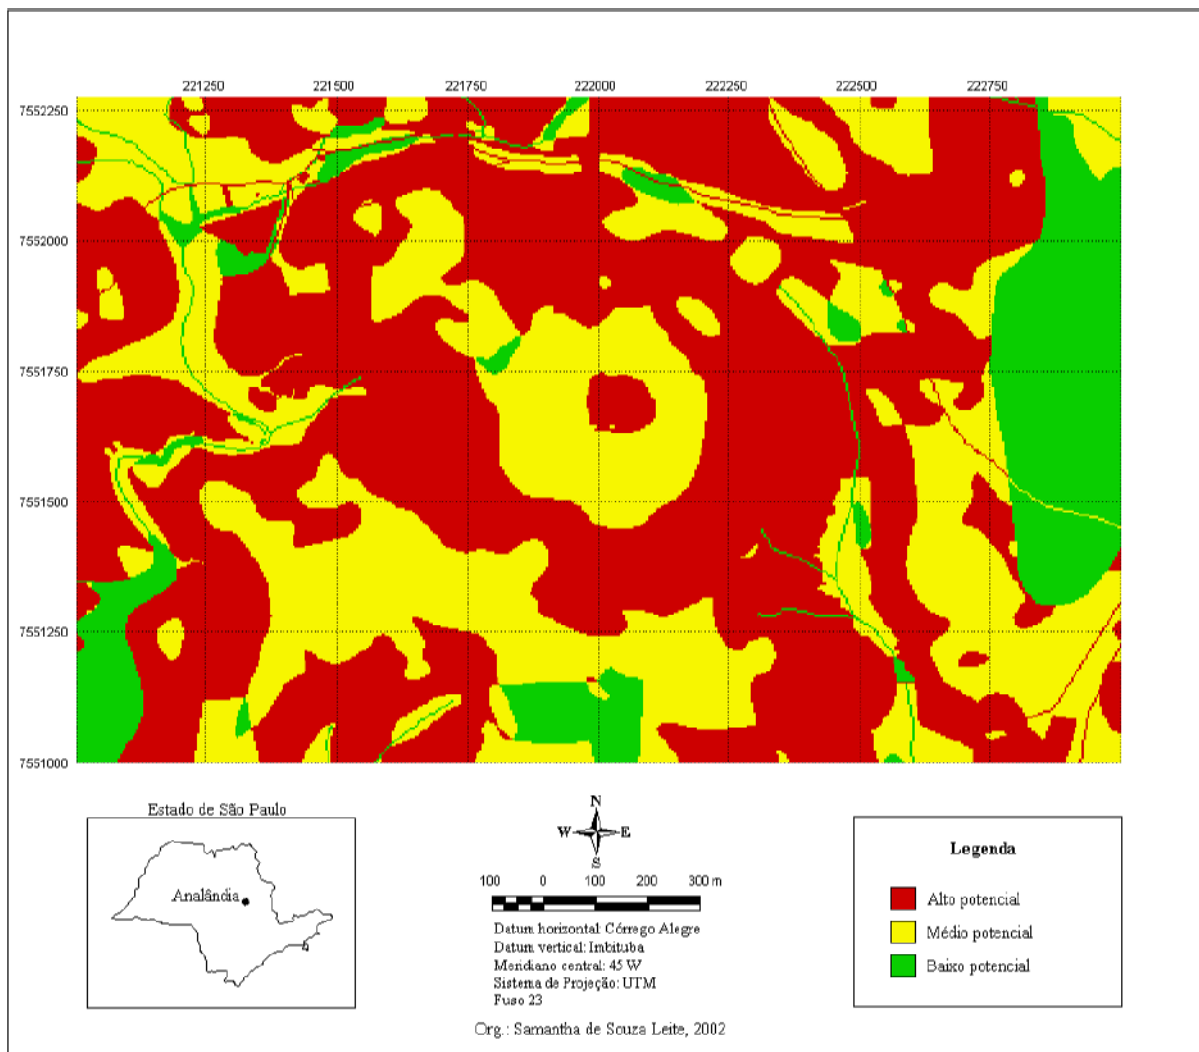 221250 221500 221750 222000 222250 222500 222750
7552250
7552000
7551750
7551500
7551250
7551000
Estado de São Paulo
Analândia
N
W E
S
100 0 100 200 300 m
Datum horizontal: Córrego Alegre
Datum vertical: Imbituba
Meridiano central: 45 W
Sistema de Projeção: UTM
Fuso 23
Org.: Samantha de Souza Leite, 2002
Legenda
Alto potencial
Médio potencial
Baixo potencial